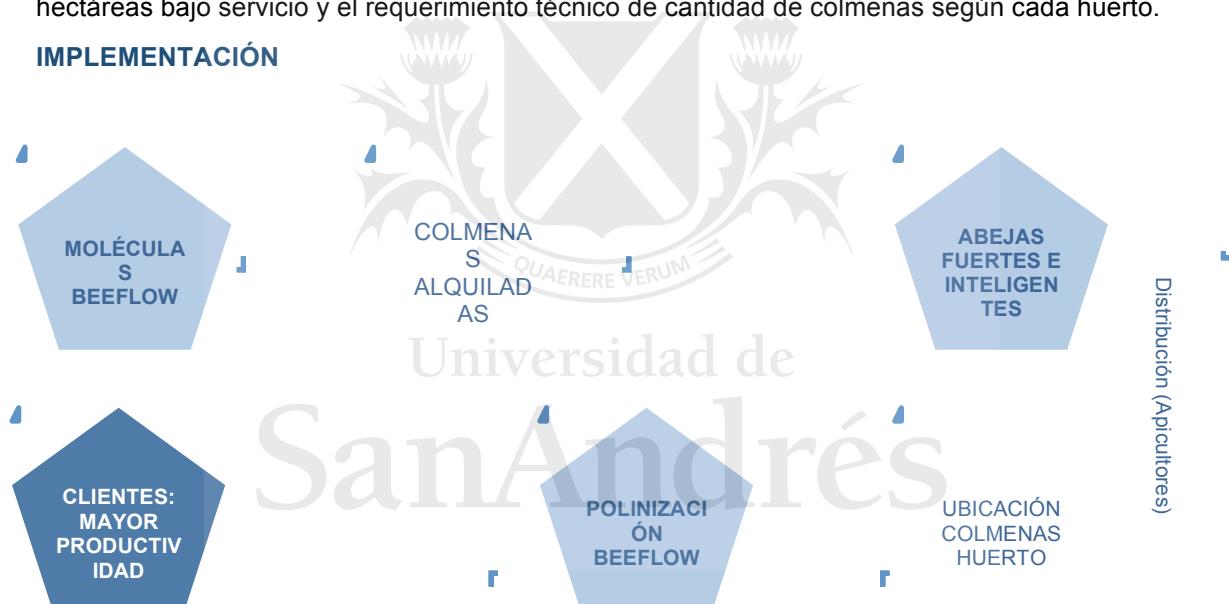 hectáreas bajo servicio y el requerimiento técnico de cantidad de colmenas según cada huerto.
IMPLEMENTACIÓN
MOLÉCULA
S
BEEFLOW
COLMENA
S
ALQUILAD
AS
ABEJAS
FUERTES E
INTELIGEN
TES
Distribución (Apicultores)
QUAERERE VERUM
Universidad de
SanAndrés
CLIENTES:
MAYOR
PRODUCTIV
IDAD
POLINIZACI
ÓN
BEEFLOW
UBICACIÓN
COLMENAS
HUERTO